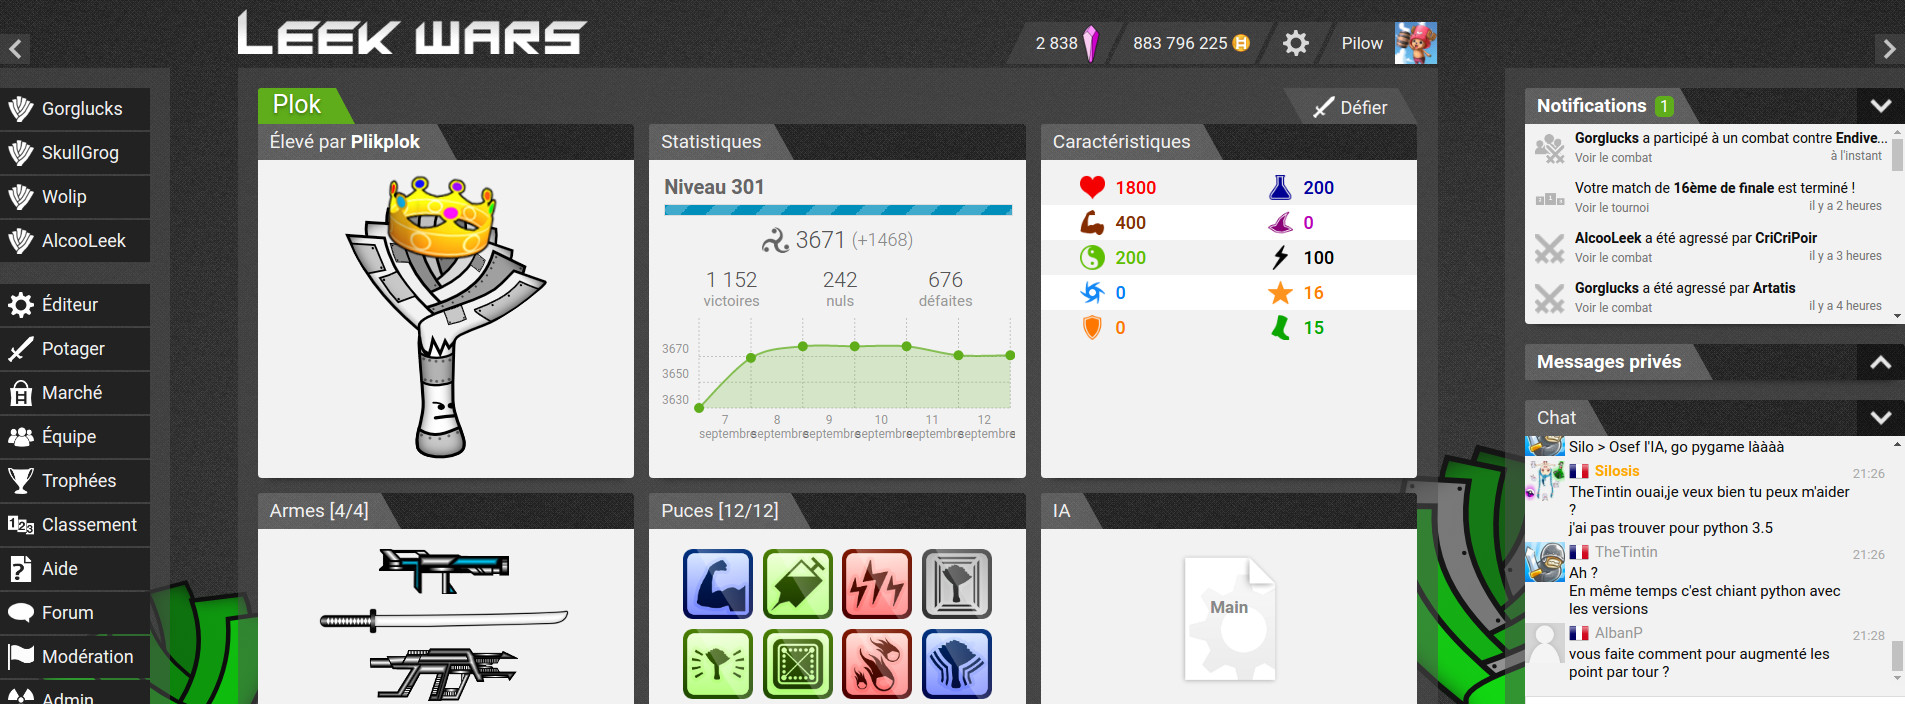 LEEK WARS
2 838
883 796 225
Pilow
Gorglucks
SkullGrog
Wolip
AlcooLeek
Éditeur
Potager
Marché
Équipe
Trophées
Classement
Aide
Forum
Modération
Admin
Plok
Défier
Élevé par Plikplok
Statistiques
Niveau 301
3671 (+1468)
1 152
242
676
victoires
nuls
défaites
3670
3650
3630
7
8
9
10
11
12
septembre
septembre
septembre
septembre
septembre
septembre
Caractéristiques
1800
200
400
0
200
100
0
16
0
15
Armes [4/4]
Puces [12/12]
IA
Main
Notifications 1
Gorglucks a participé à un combat contre Endive...
Voir le combat
à l'instant
Votre match de 16ème de finale est terminé !
Voir le tournoi
il y a 2 heures
AlcooLeek a été agressé par CriCriPoir
Voir le combat
il y a 3 heures
Gorglucks a été agressé par Artatis
Voir le combat
il y a 4 heures
Messages privés
Chat
Silo > Osef l'IA, go pygame lààààà
Silosis
21:26
TheTintin ouai,je veux bien tu peux m'aider
?
j'ai pas trouver pour python 3.5
TheTintin
21:26
Ah ?
En même temps c'est chiant python avec
les versions
AlbanP
21:28
vous faite comment pour augmenté les
point par tour ?